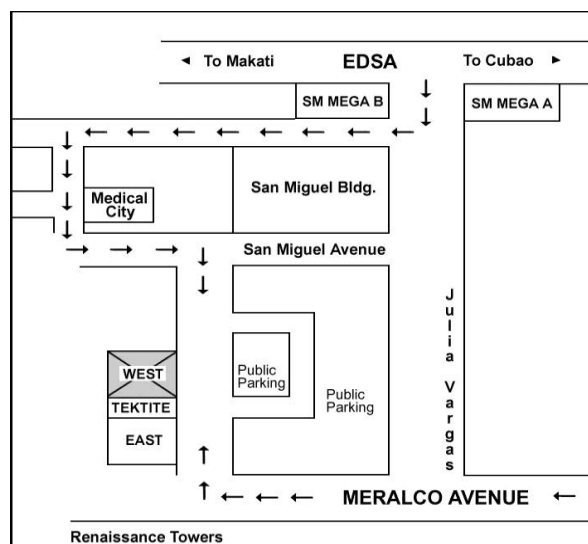 To Makati EDSA To Cubao
SM MEGA B
SM MEGA A
Medical
City
San Miguel Bldg.
San Miguel Avenue
Julia Vargas
WEST
TEKTITE
EAST
Public
Parking
Public
Parking
MERALCO AVENUE
Renaissance Towers